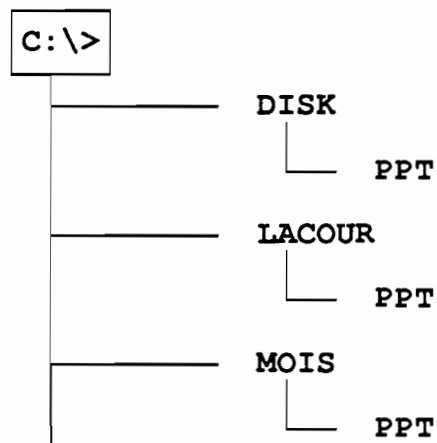 C:\>
DISK
PPT
LACOUR
PPT
MOIS
PPT